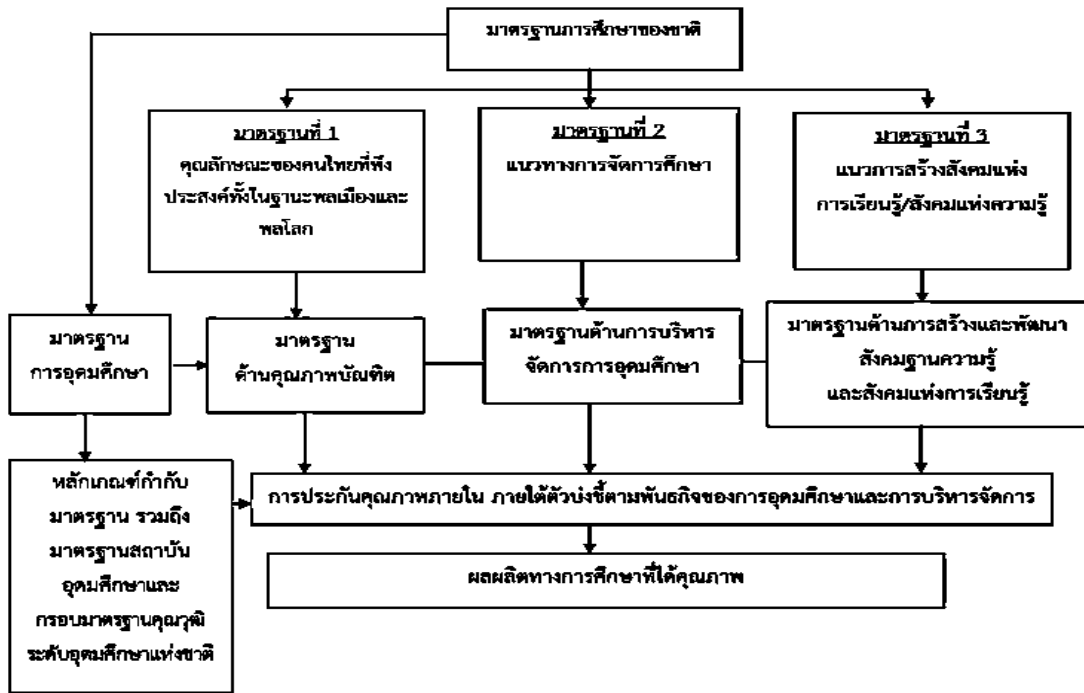 มาตรฐานการศึกษาของชาติ
มาตรฐานที่ 1
คุณลักษณะของคนไทยที่พึง
ประสงค์ทั้งในฐานะพลเมืองและ
พลโลก
มาตรฐานที่ 2
แนวทางการจัดการศึกษา
มาตรฐานที่ 3
แนวการสร้างสังคมแห่ง
การเรียนรู้/สังคมแห่งความรู้
มาตรฐาน
การอุดมศึกษา
มาตรฐาน
ด้านคุณภาพบัณฑิต
มาตรฐานด้านการบริหาร
จัดการการอุดมศึกษา
มาตรฐานด้านการสร้างและพัฒนา
สังคมฐานความรู้
และสังคมแห่งการเรียนรู้
หลักเกณฑ์กำกับ
มาตรฐาน รวมถึง
มาตรฐานสถาบัน
อุดมศึกษาและ
กรอบมาตรฐานคุณวุฒิ
ระดับอุดมศึกษาแห่งชาติ
การประกันคุณภาพภายใน ภายใต้ตัวบ่งชี้ตามพันธกิจของการอุดมศึกษาและการบริหารจัดการ
ผลผลิตทางการศึกษาที่ได้คุณภาพ